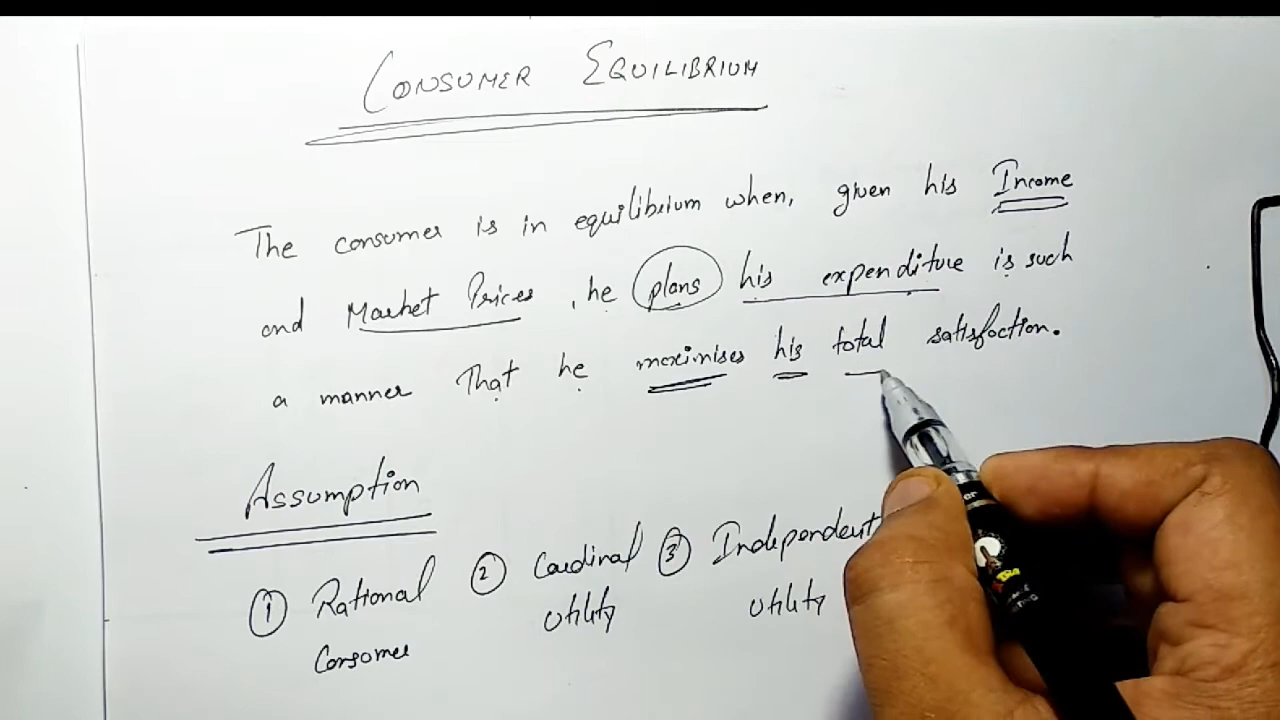 CONSUMER EQUILIBRIUM
The consumer is in equilibrium when, given his Income
and Market Prices, he plans his expenditure is such
a manner That he maximises his total satisfaction.
Assumption
① Rational Consumer
② Cardinal Utility
③ Independent Utility